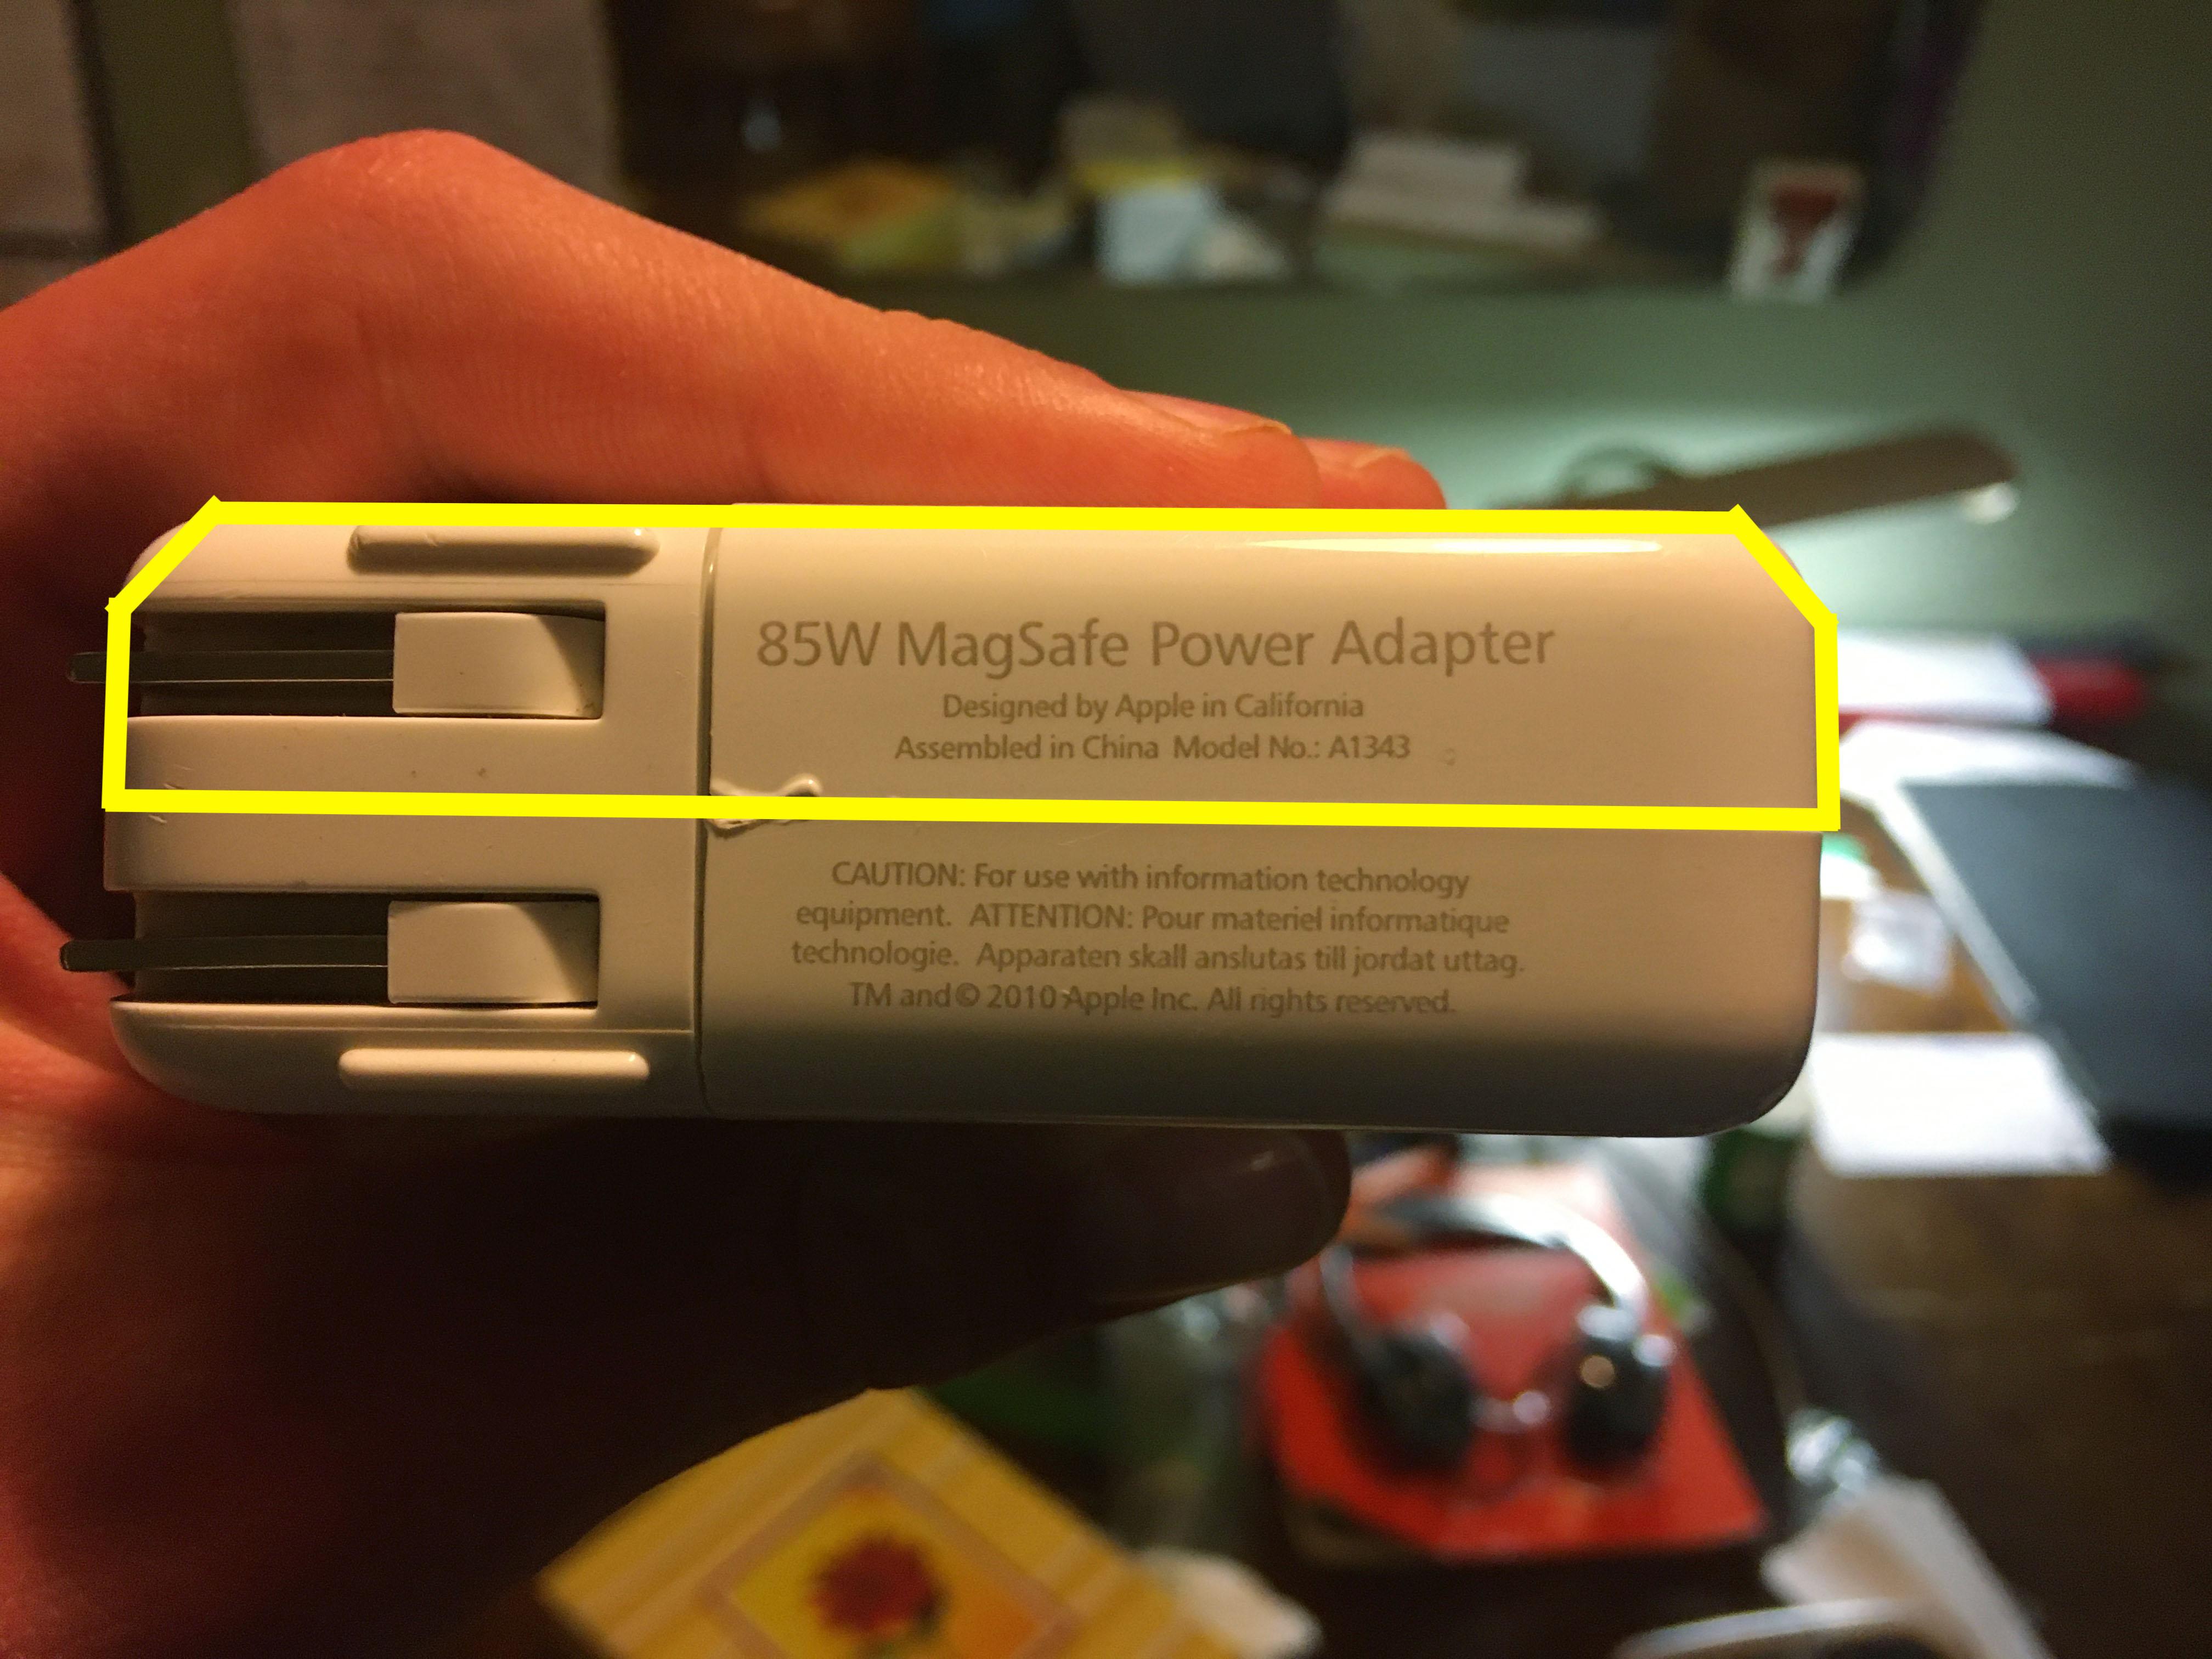 85W MagSafe Power Adapter
Designed by Apple in California
Assembled in China Model No.: A1343
CAUTION: For use with information technology
equipment. ATTENTION: Pour materiel informatique
technologie. Apparaten skall anslutas till jordat uttag.
TM and © 2010 Apple Inc. All rights reserved.